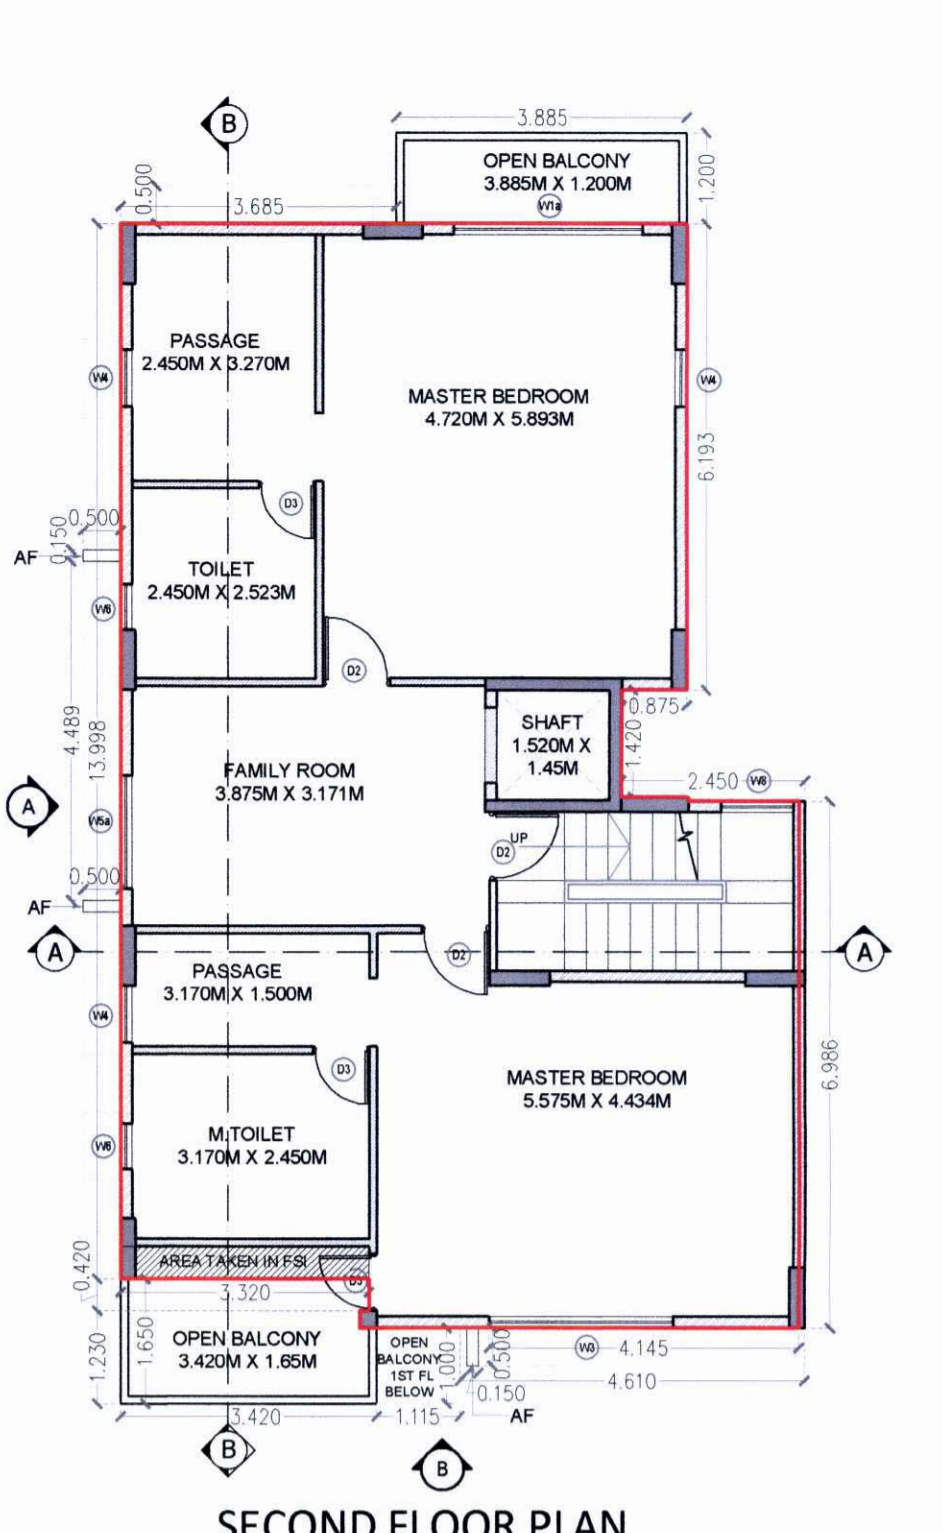 B
3.885
OPEN BALCONY
3.885M X 1.200M
W1a
1.200
0.500
3.685
PASSAGE
2.450M X 3.270M
W4
MASTER BEDROOM
4.720M X 5.893M
W4
6.193
D3
0.500
0.150
AF
TOILET
2.450M X 2.523M
W6
D2
0.875
SHAFT
1.520M X
1.45M
1.420
4.489
13.998
2.450
W8
FAMILY ROOM
3.875M X 3.171M
A
W5a
UP
D2
0.500
AF
A
D2
A
PASSAGE
3.170M X 1.500M
W4
D3
MASTER BEDROOM
5.575M X 4.434M
6.986
M.TOILET
3.170M X 2.450M
W6
AREA TAKEN IN FSI
0.420
3.320
D3
OPEN BALCONY
3.420M X 1.65M
1.230
1.650
OPEN
BALCONY
1ST FL
BELOW
1.000
0.500
W3
4.145
4.610
0.150
AF
3.420
1.115
B
B
SECOND FLOOR PLAN